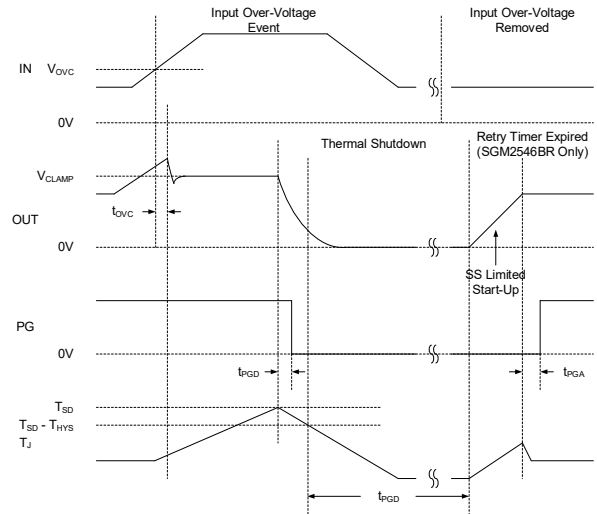 Input Over-Voltage
Event
Input Over-Voltage
Removed
IN
VOVC
0V
Thermal Shutdown
Retry Timer Expired
(SGM2546BR Only)
VCLAMP
tOVC
OUT
0V
SS Limited
Start-Up
PG
0V
tPGD
tPGA
TSD
TSD - THYS
TJ
tPGD